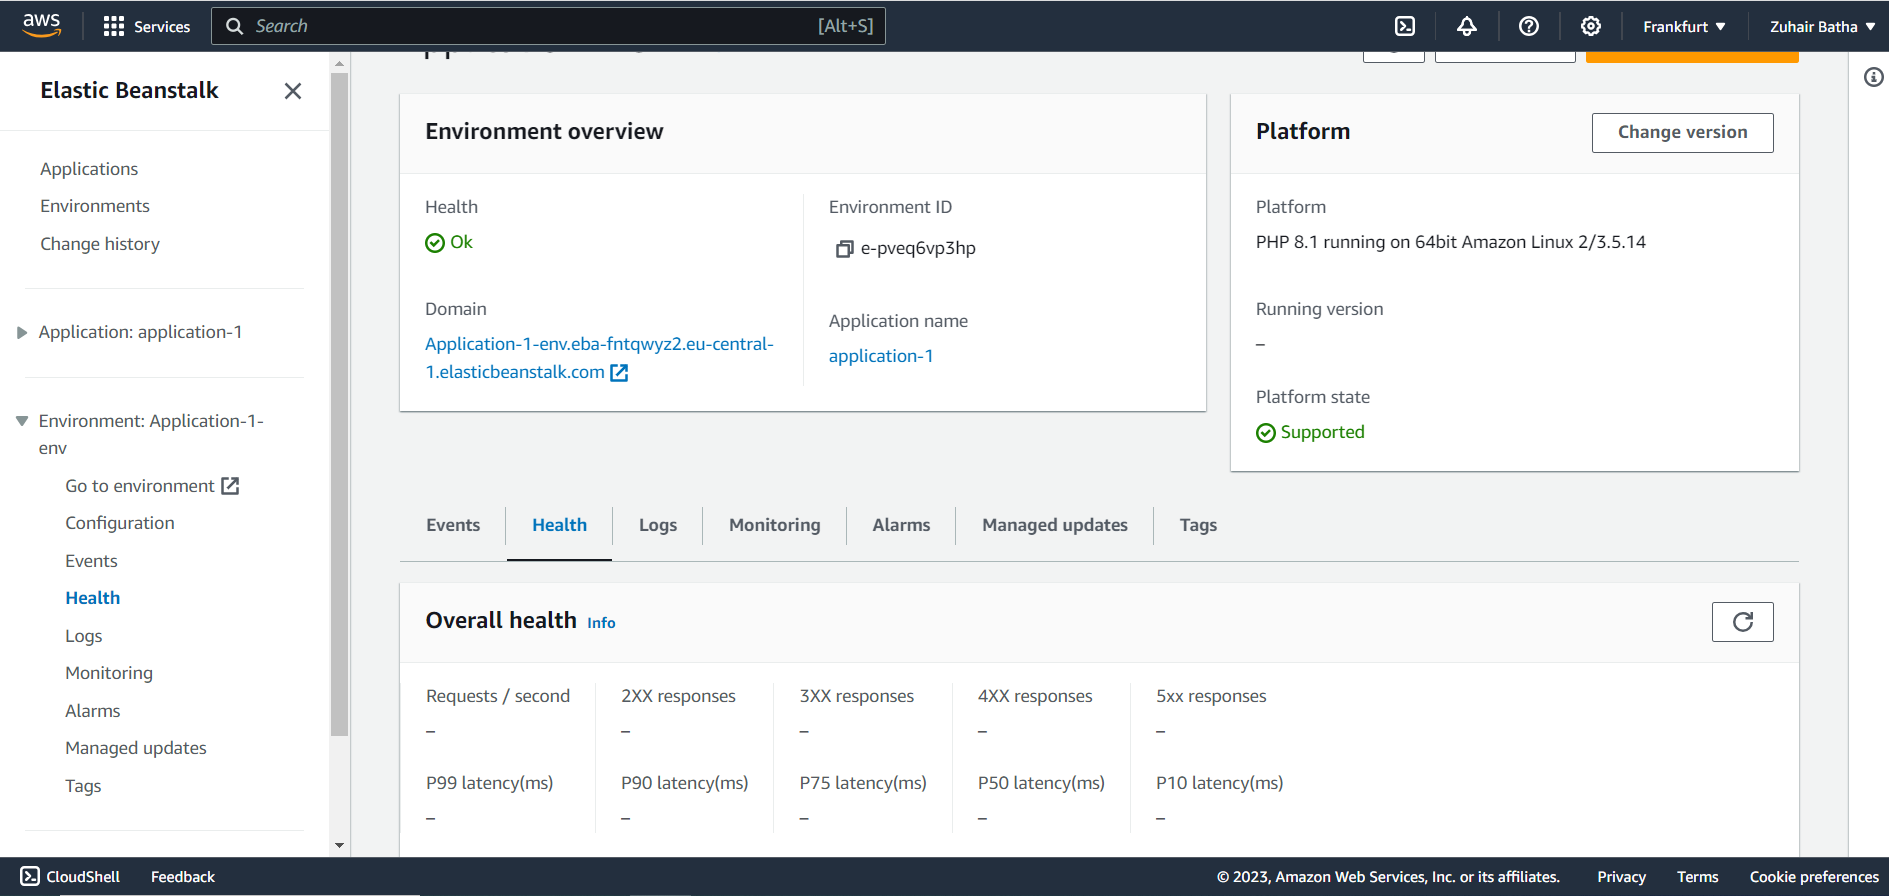 aws
Services
Search
[Alt+S]
Frankfurt
Zuhair Batha
Elastic Beanstalk
Applications
Environments
Change history
Application: application-1
Environment: Application-1-
env
Go to environment
Configuration
Events
Health
Logs
Monitoring
Alarms
Managed updates
Tags
Environment overview
Health
Ok
Domain
Application-1-env.eba-fntqwyz2.eu-central-
1.elasticbeanstalk.com
Environment ID
e-pveq6vp3hp
Application name
application-1
Platform
Change version
Platform
PHP 8.1 running on 64bit Amazon Linux 2/3.5.14
Running version
–
Platform state
Supported
Events
Health
Logs
Monitoring
Alarms
Managed updates
Tags
Overall health Info
Requests / second
–
2XX responses
–
3XX responses
–
4XX responses
–
5xx responses
–
P99 latency(ms)
–
P90 latency(ms)
–
P75 latency(ms)
–
P50 latency(ms)
–
P10 latency(ms)
–
CloudShell
Feedback
© 2023, Amazon Web Services, Inc. or its affiliates.
Privacy
Terms
Cookie preferences